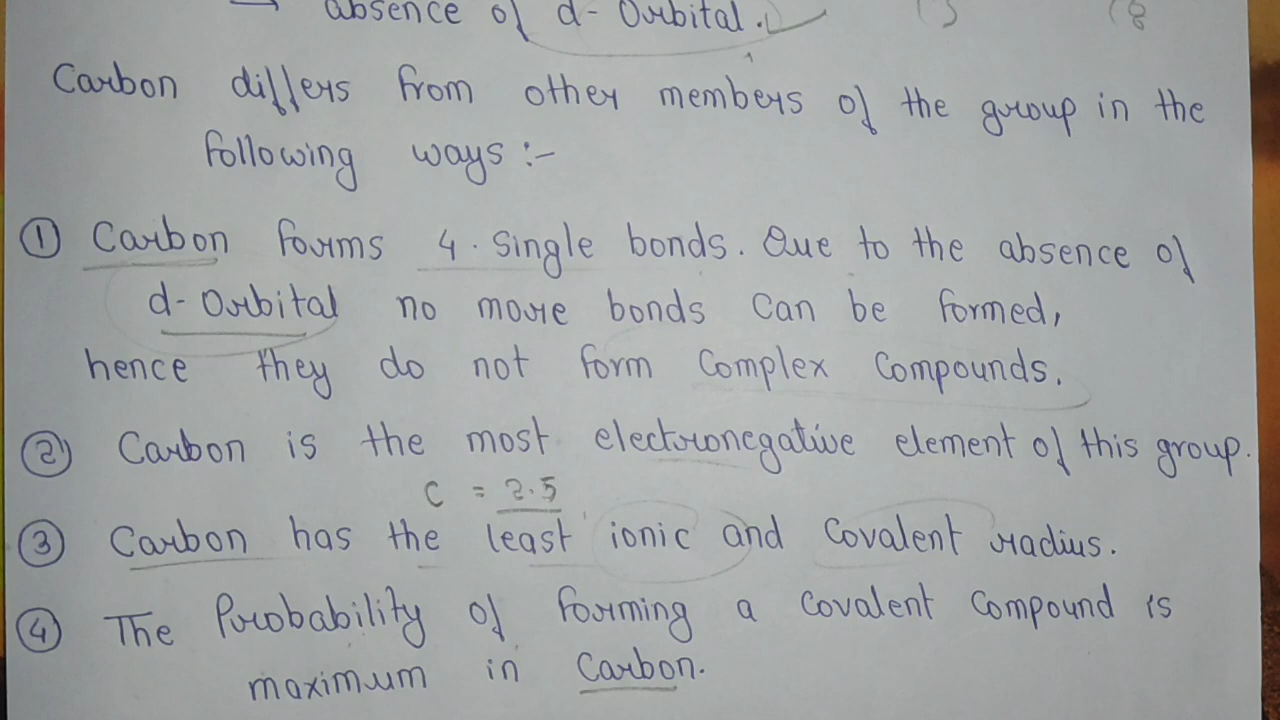 → absence of d-Orbital.
Carbon differs from other members of the group in the
following ways :-
① Carbon forms 4. Single bonds. Due to the absence of
d-Orbital no more bonds can be formed,
hence they do not form Complex Compounds.
② Carbon is the most electronegative element of this group.
C = 2.5
③ Carbon has the least ionic and Covalent radius.
④ The Probability of forming a Covalent Compound is
maximum in Carbon.